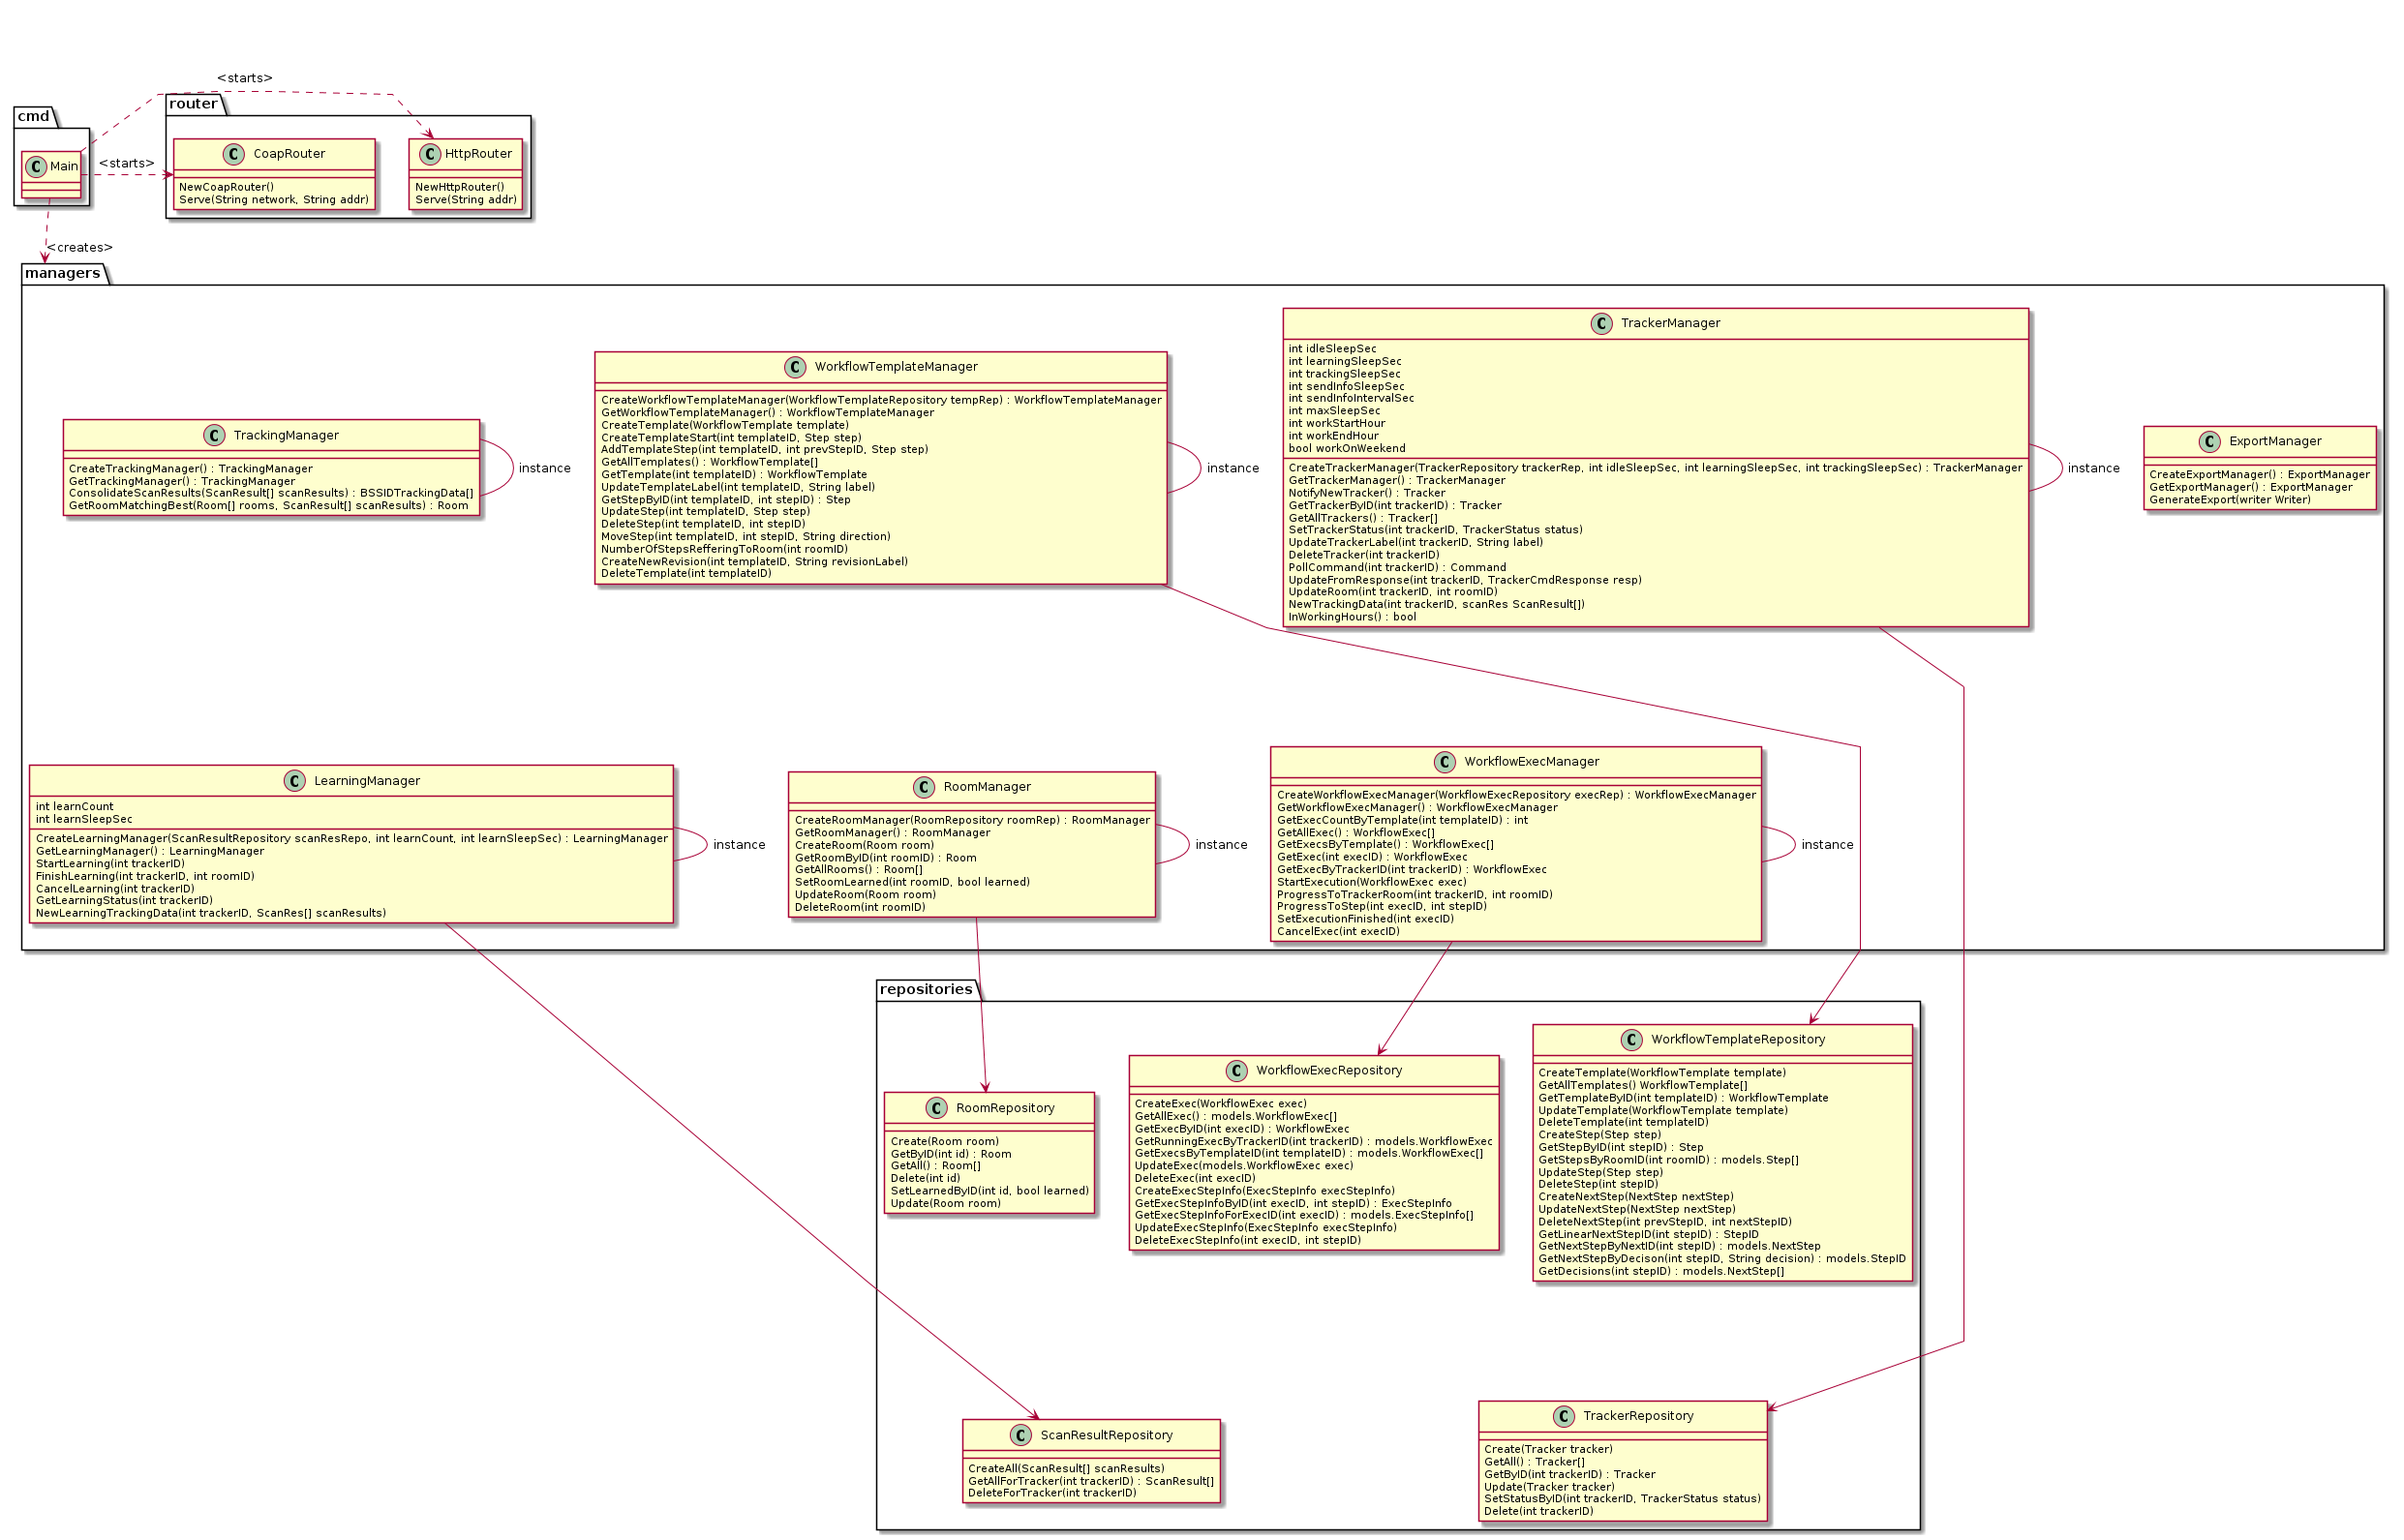 <starts>
cmd
router
C Main
<starts>
C CoapRouter
NewCoapRouter()
Serve(String network, String addr)
C HttpRouter
NewHttpRouter()
Serve(String addr)
<creates>
managers
C TrackingManager
CreateTrackingManager() : TrackingManager
GetTrackingManager() : TrackingManager
ConsolidateScanResults(ScanResult[] scanResults) : BSSIDTrackingData[]
GetRoomMatchingBest(Room[] rooms, ScanResult[] scanResults) : Room
instance
C WorkflowTemplateManager
CreateWorkflowTemplateManager(WorkflowTemplateRepository tempRep) : WorkflowTemplateManager
GetWorkflowTemplateManager() : WorkflowTemplateManager
CreateTemplate(WorkflowTemplate template)
CreateTemplateStart(int templateID, Step step)
AddTemplateStep(int templateID, int prevStepID, Step step)
GetAllTemplates() : WorkflowTemplate[]
GetTemplate(int templateID) : WorkflowTemplate
UpdateTemplateLabel(int templateID, String label)
GetStepByID(int templateID, int stepID) : Step
UpdateStep(int templateID, Step step)
DeleteStep(int templateID, int stepID)
MoveStep(int templateID, int stepID, String direction)
NumberOfStepsRefferingToRoom(int roomID)
CreateNewRevision(int templateID, String revisionLabel)
DeleteTemplate(int templateID)
instance
C TrackerManager
int idleSleepSec
int learningSleepSec
int trackingSleepSec
int sendInfoSleepSec
int sendInfoIntervalSec
int maxSleepSec
int workStartHour
int workEndHour
bool workOnWeekend
CreateTrackerManager(TrackerRepository trackerRep, int idleSleepSec, int learningSleepSec, int trackingSleepSec) : TrackerManager
GetTrackerManager() : TrackerManager
NotifyNewTracker() : Tracker
GetTrackerByID(int trackerID) : Tracker
GetAllTrackers() : Tracker[]
SetTrackerStatus(int trackerID, TrackerStatus status)
UpdateTrackerLabel(int trackerID, String label)
DeleteTracker(int trackerID)
PollCommand(int trackerID) : Command
UpdateFromResponse(int trackerID, TrackerCmdResponse resp)
UpdateRoom(int trackerID, int roomID)
NewTrackingData(int trackerID, scanRes ScanResult[])
InWorkingHours() : bool
instance
C ExportManager
CreateExportManager() : ExportManager
GetExportManager() : ExportManager
GenerateExport(writer Writer)
C LearningManager
int learnCount
int learnSleepSec
CreateLearningManager(ScanResultRepository scanResRepo, int learnCount, int learnSleepSec) : LearningManager
GetLearningManager() : LearningManager
StartLearning(int trackerID)
FinishLearning(int trackerID, int roomID)
CancelLearning(int trackerID)
GetLearningStatus(int trackerID)
NewLearningTrackingData(int trackerID, ScanRes[] scanResults)
instance
C RoomManager
CreateRoomManager(RoomRepository roomRep) : RoomManager
GetRoomManager() : RoomManager
CreateRoom(Room room)
GetRoomByID(int roomID) : Room
GetAllRooms() : Room[]
SetRoomLearned(int roomID, bool learned)
UpdateRoom(Room room)
DeleteRoom(int roomID)
instance
C WorkflowExecManager
CreateWorkflowExecManager(WorkflowExecRepository execRep) : WorkflowExecManager
GetWorkflowExecManager() : WorkflowExecManager
GetExecCountByTemplate(int templateID) : int
GetAllExec() : WorkflowExec[]
GetExecsByTemplate() : WorkflowExec[]
GetExec(int execID) : WorkflowExec
GetExecByTrackerID(int trackerID) : WorkflowExec
StartExecution(WorkflowExec exec)
ProgressToTrackerRoom(int trackerID, int roomID)
ProgressToStep(int execID, int stepID)
SetExecutionFinished(int execID)
CancelExec(int execID)
instance
repositories
C RoomRepository
Create(Room room)
GetByID(int id) : Room
GetAll() : Room[]
Delete(int id)
SetLearnedByID(int id, bool learned)
Update(Room room)
C WorkflowExecRepository
CreateExec(WorkflowExec exec)
GetAllExec() : models.WorkflowExec[]
GetExecByID(int execID) : WorkflowExec
GetRunningExecByTrackerID(int trackerID) : models.WorkflowExec
GetExecsByTemplateID(int templateID) : models.WorkflowExec[]
UpdateExec(models.WorkflowExec exec)
DeleteExec(int execID)
CreateExecStepInfo(ExecStepInfo execStepInfo)
GetExecStepInfoByID(int execID, int stepID) : ExecStepInfo
GetExecStepInfoForExecID(int execID) : models.ExecStepInfo[]
UpdateExecStepInfo(ExecStepInfo execStepInfo)
DeleteExecStepInfo(int execID, int stepID)
C WorkflowTemplateRepository
CreateTemplate(WorkflowTemplate template)
GetAllTemplates() WorkflowTemplate[]
GetTemplateByID(int templateID) : WorkflowTemplate
UpdateTemplate(WorkflowTemplate template)
DeleteTemplate(int templateID)
CreateStep(Step step)
GetStepByID(int stepID) : Step
GetStepsByRoomID(int roomID) : models.Step[]
UpdateStep(Step step)
DeleteStep(int stepID)
CreateNextStep(NextStep nextStep)
UpdateNextStep(NextStep nextStep)
DeleteNextStep(int prevStepID, int nextStepID)
GetLinearNextStepID(int stepID) : StepID
GetNextStepByNextID(int stepID) : models.NextStep
GetNextStepByDecison(int stepID, String decision) : models.StepID
GetDecisions(int stepID) : models.NextStep[]
C ScanResultRepository
CreateAll(ScanResult[] scanResults)
GetAllForTracker(int trackerID) : ScanResult[]
DeleteForTracker(int trackerID)
C TrackerRepository
Create(Tracker tracker)
GetAll() : Tracker[]
GetByID(int trackerID) : Tracker
Update(Tracker tracker)
SetStatusByID(int trackerID, TrackerStatus status)
Delete(int trackerID)